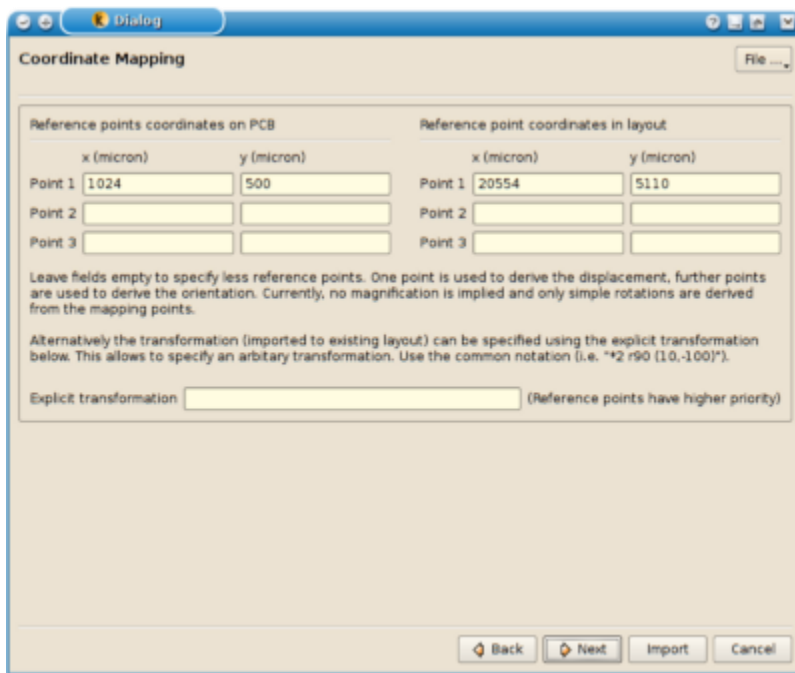 Dialog
Coordinate Mapping
File ...
Reference points coordinates on PCB
Reference point coordinates in layout
x (micron) y (micron)
x (micron) y (micron)
Point 1 1024 500
Point 1 20554 5110
Point 2
Point 2
Point 3
Point 3
Leave fields empty to specify less reference points. One point is used to derive the displacement, further points
are used to derive the orientation. Currently, no magnification is implied and only simple rotations are derived
from the mapping points.
Alternatively the transformation (imported to existing layout) can be specified using the explicit transformation
below. This allows to specify an arbitary transformation. Use the common notation (i.e. "*2 r90 (10,-100)").
Explicit transformation (Reference points have higher priority)
Back Next Import Cancel